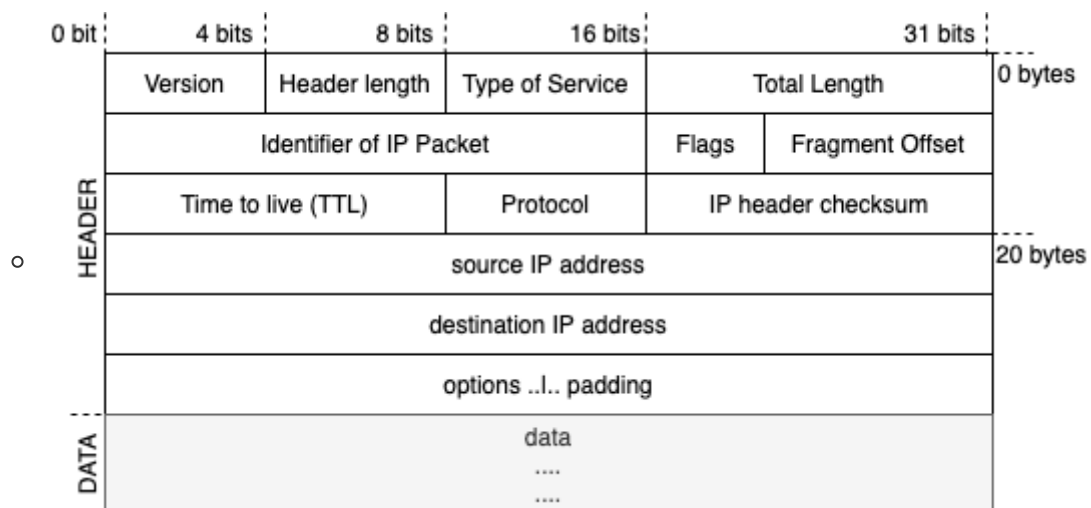 0 bit 4 bits 8 bits 16 bits 31 bits
Version Header length Type of Service Total Length 0 bytes
Identifier of IP Packet Flags Fragment Offset
Time to live (TTL) Protocol IP header checksum
HEADER
source IP address 20 bytes
destination IP address
options ..I.. padding
DATA
data
....
....